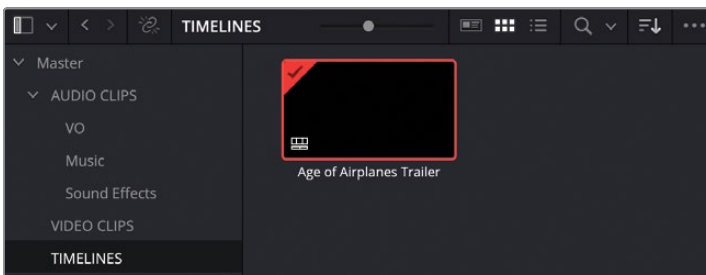 TIMELINES
Master
AUDIO CLIPS
VO
Music
Sound Effects
VIDEO CLIPS
TIMELINES
Age of Airplanes Trailer